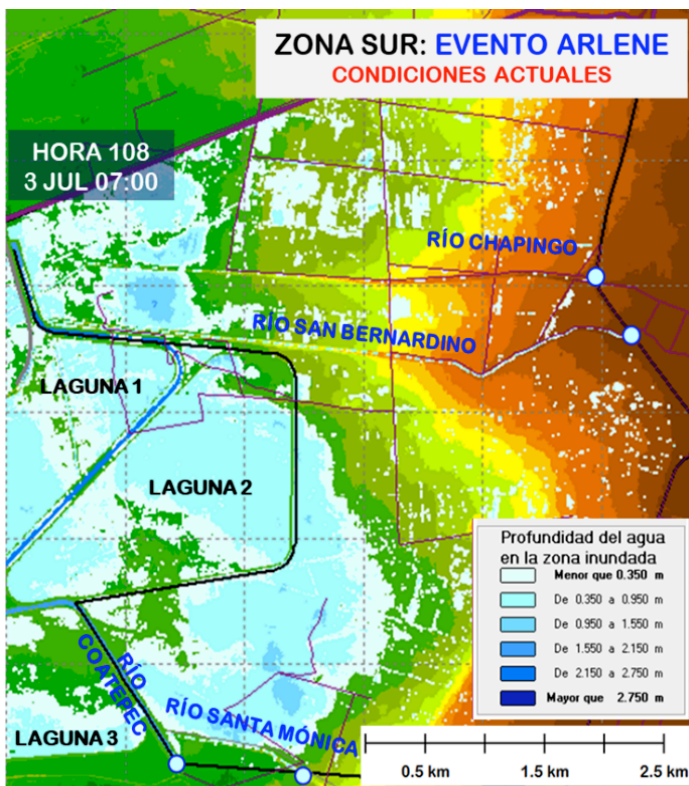 ZONA SUR: EVENTO ARLENE
CONDICIONES ACTUALES
HORA 108
3 JUL 07:00
RÍO CHAPINGO
RÍO SAN BERNARDINO
LAGUNA 1
LAGUNA 2
RÍO
COATEPEC
RÍO SANTA MÓNICA
LAGUNA 3
Profundidad del agua
en la zona inundada
Menor que 0.350 m
De 0.350 a 0.950 m
De 0.950 a 1.550 m
De 1.550 a 2.150 m
De 2.150 a 2.750 m
Mayor que 2.750 m
0.5 km 1.5 km 2.5 km